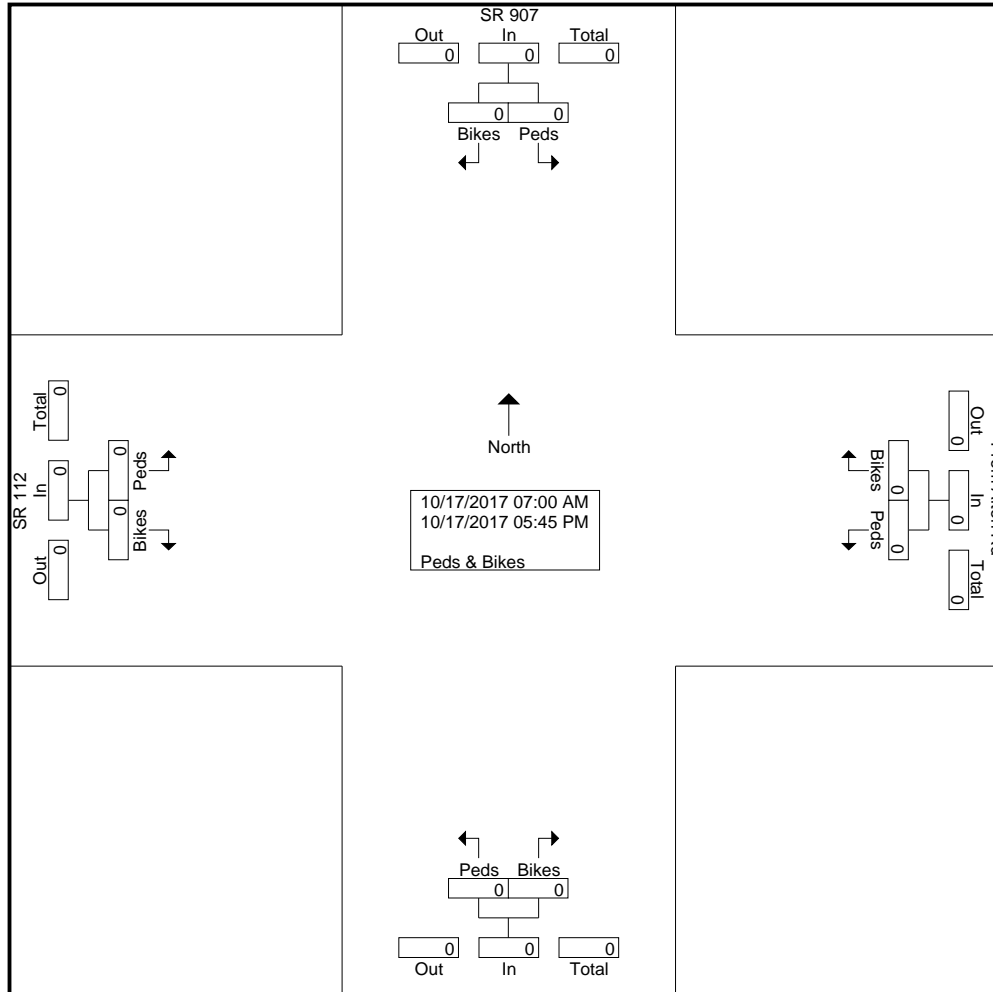 SR 907
Out In Total
0 0 0
0 0
Bikes Peds
Total
0
SR 112
In
0
Out
0
Peds
0
Bikes
0
North
10/17/2017 07:00 AM
10/17/2017 05:45 PM
Peds & Bikes
Bikes
0
Peds
0
Out
0
In
0
Total
0
Peds Bikes
0 0
0 0 0
Out In Total